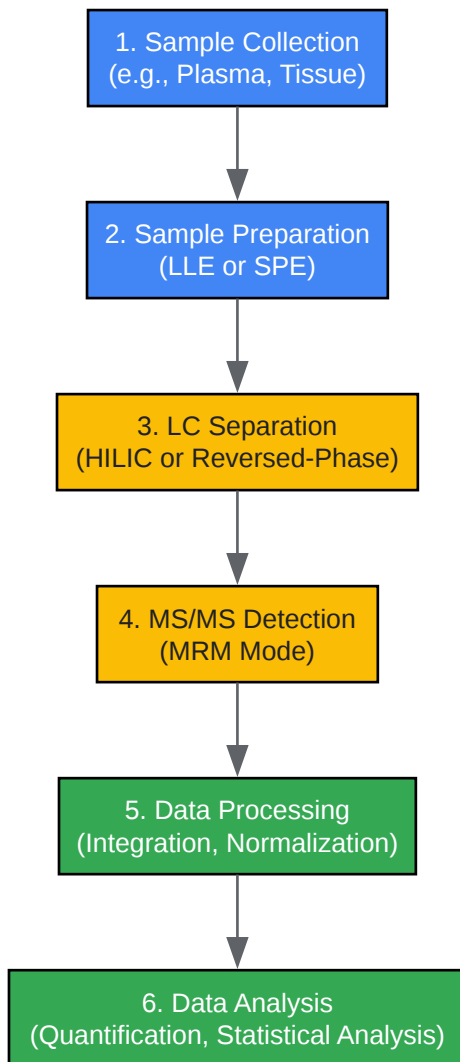 1. Sample Collection
(e.g., Plasma, Tissue)
2. Sample Preparation
(LLE or SPE)
3. LC Separation
(HILIC or Reversed-Phase)
4. MS/MS Detection
(MRM Mode)
5. Data Processing
(Integration, Normalization)
6. Data Analysis
(Quantification, Statistical Analysis)